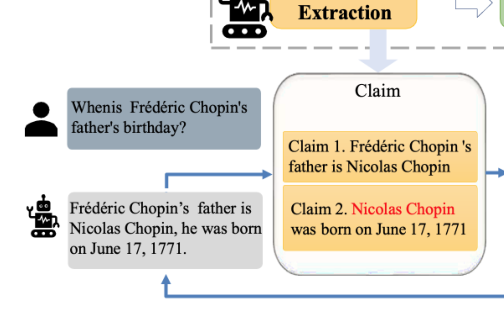 Extraction
Claim
Whenis Frédéric Chopin's
father's birthday?
Claim 1. Frédéric Chopin 's
father is Nicolas Chopin
Claim 2. Nicolas Chopin
was born on June 17, 1771
Frédéric Chopin’s father is
Nicolas Chopin, he was born
on June 17, 1771.